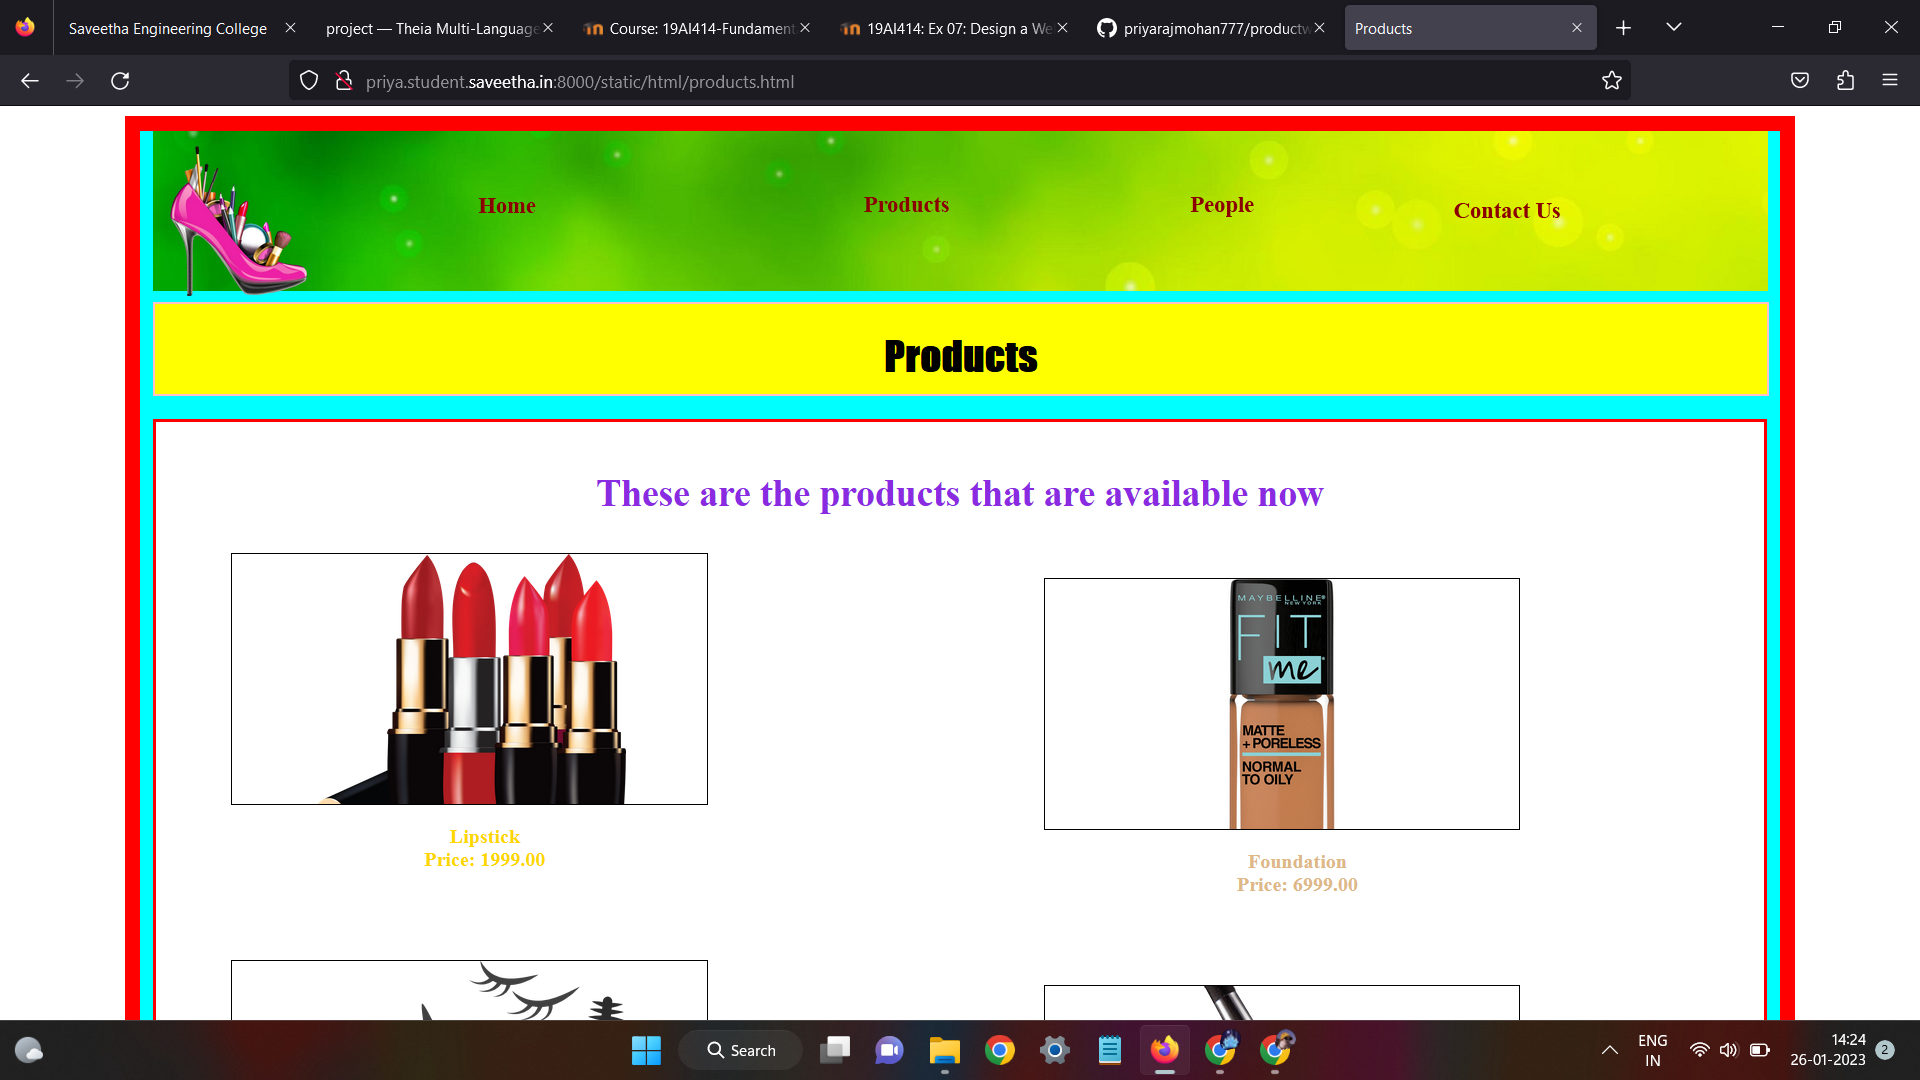 Saveetha Engineering College
project — Theia Multi-Language
Course: 19AI414-Fundament
19AI414: Ex 07: Design a We
priyarajmohan777/productw
Products
priya.student.saveetha.in:8000/static/html/products.html
Home
Products
People
Contact Us
Products
These are the products that are available now
MAYBELLINE
NEW YORK
FIT
me
MATTE
+ PORELESS
NORMAL
TO OILY
Lipstick
Price: 1999.00
Foundation
Price: 6999.00
Search
ENG
IN
14:24
26-01-2023
2